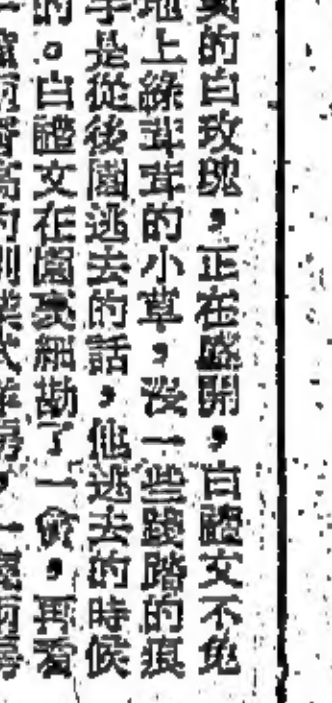 的白玫瑰，正在盛開，白證文不免
地上綠茸茸的小草，沒一些踐踏的痕
是從後園逃去的話，他逃去的時候
的。白證文在園裏細勘了一會，再看